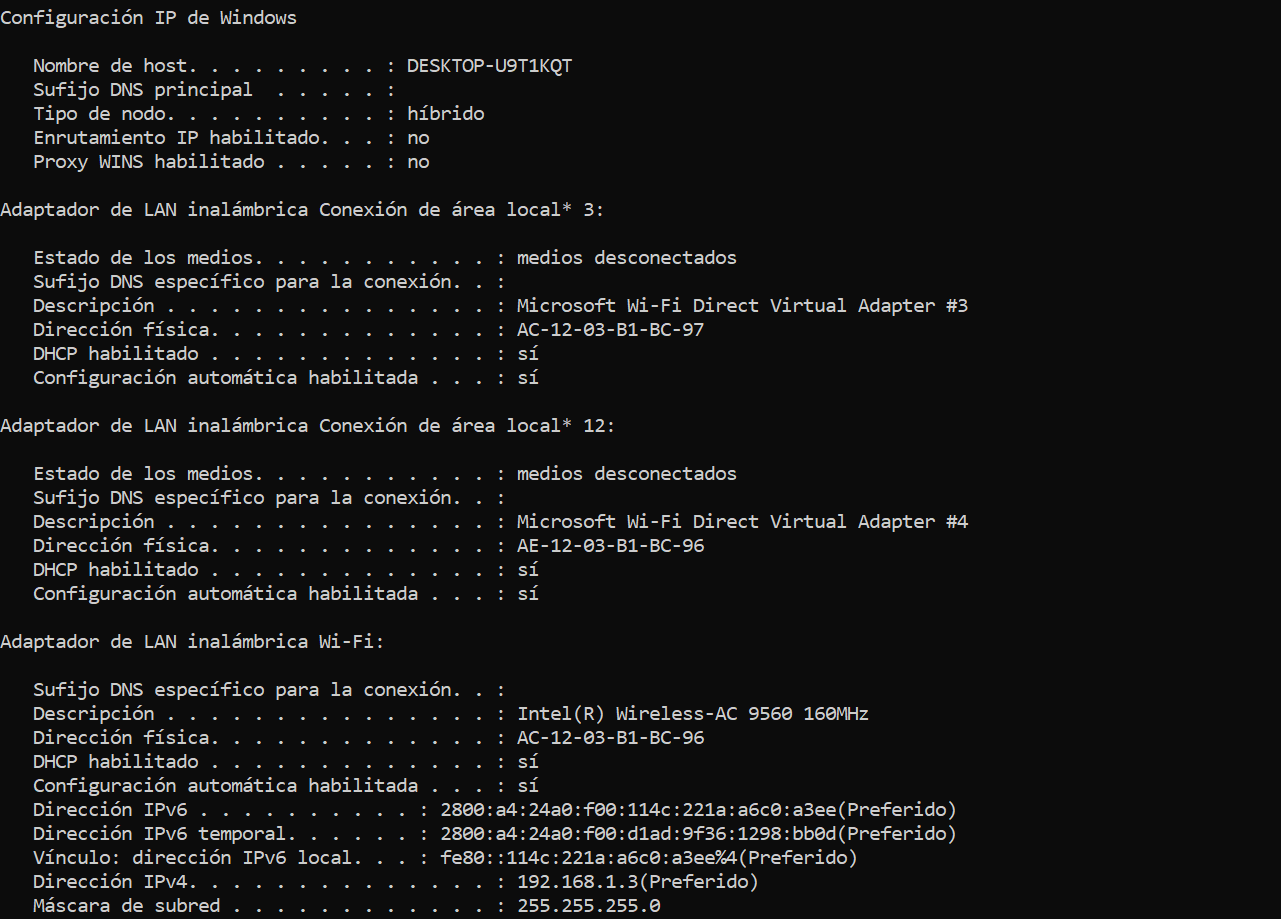 Configuración IP de Windows
Nombre de host. . . . . . . . . : DESKTOP-U9T1KQT
Sufijo DNS principal  . . . . . :
Tipo de nodo. . . . . . . . . . : híbrido
Enrutamiento IP habilitado. . . : no
Proxy WINS habilitado . . . . . : no
Adaptador de LAN inalámbrica Conexión de área local* 3:
Estado de los medios. . . . . . . . . . . : medios desconectados
Sufijo DNS específico para la conexión. . :
Descripción . . . . . . . . . . . . . . . : Microsoft Wi-Fi Direct Virtual Adapter #3
Dirección física. . . . . . . . . . . . . : AC-12-03-B1-BC-97
DHCP habilitado . . . . . . . . . . . . . : sí
Configuración automática habilitada . . . : sí
Adaptador de LAN inalámbrica Conexión de área local* 12:
Estado de los medios. . . . . . . . . . . : medios desconectados
Sufijo DNS específico para la conexión. . :
Descripción . . . . . . . . . . . . . . . : Microsoft Wi-Fi Direct Virtual Adapter #4
Dirección física. . . . . . . . . . . . . : AE-12-03-B1-BC-96
DHCP habilitado . . . . . . . . . . . . . : sí
Configuración automática habilitada . . . : sí
Adaptador de LAN inalámbrica Wi-Fi:
Sufijo DNS específico para la conexión. . :
Descripción . . . . . . . . . . . . . . . : Intel(R) Wireless-AC 9560 160MHz
Dirección física. . . . . . . . . . . . . : AC-12-03-B1-BC-96
DHCP habilitado . . . . . . . . . . . . . : sí
Configuración automática habilitada . . . : sí
Dirección IPv6 . . . . . . . . . . : 2800:a4:24a0:f00:114c:221a:a6c0:a3ee(Preferido)
Dirección IPv6 temporal. . . . . . : 2800:a4:24a0:f00:d1ad:9f36:1298:bb0d(Preferido)
Vínculo: dirección IPv6 local. . . : fe80::114c:221a:a6c0:a3ee%4(Preferido)
Dirección IPv4. . . . . . . . . . . . . . : 192.168.1.3(Preferido)
Máscara de subred . . . . . . . . . . . . : 255.255.255.0